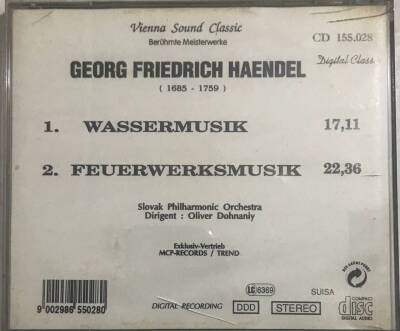 Vienna Sound Classic
Berühmte Meisterwerke
CD 155.028
GEORG FRIEDRICH HAENDEL
Digital Class
( 1685 - 1759 )
1. WASSERMUSIK 17,11
2. FEUERWERKSMUSIK 22,36
Slovak Philharmonic Orchestra
Dirigent : Oliver Dohnaniy
Exklusiv-Vertrieb
MCP-RECORDS / TREND
LC 6369
SUISA
9 002986 550280
DIGITAL RECORDING
DDD
STEREO
COMPACT
disc
DIGITAL AUDIO